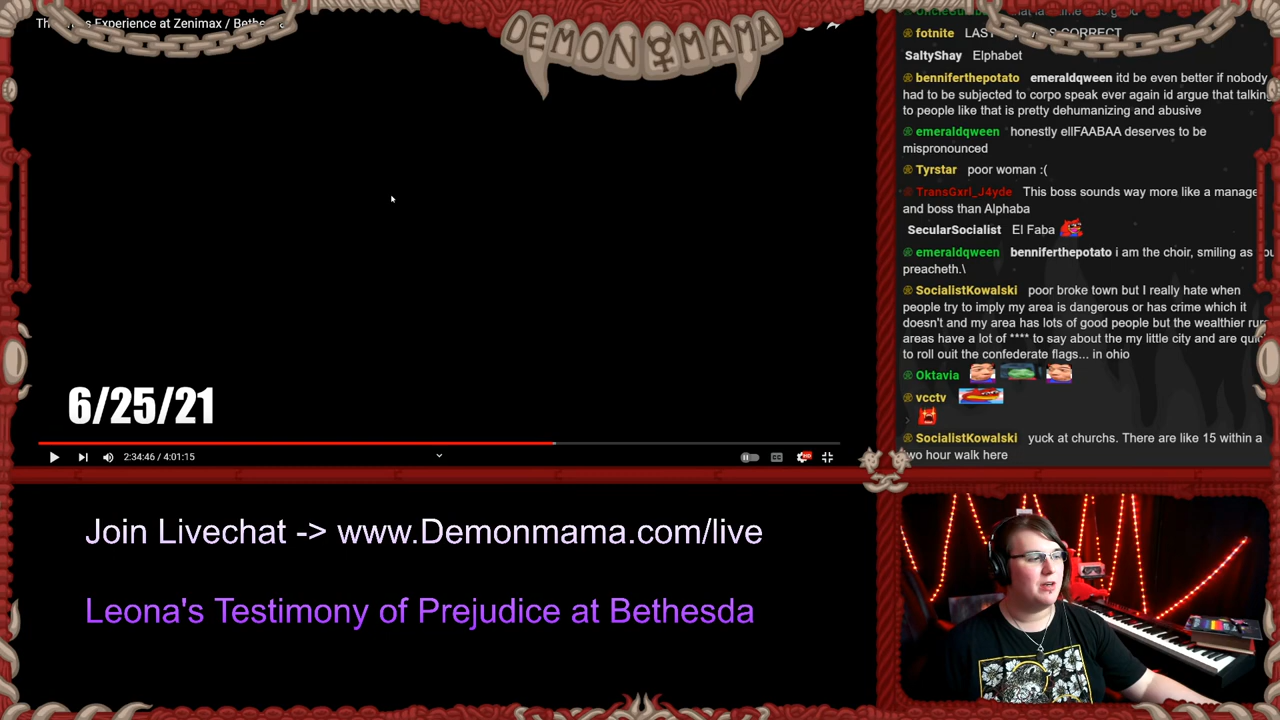 Experience at Zenimax /
DEMON MAMA
6/25/21
2:34:46 / 4:01:15
CC
HD
Join Livechat -> www.Demonmama.com/live
Leona's Testimony of Prejudice at Bethesda
fotnite LAST CORRECT
SaltyShay Elphabet
benniferthepotato emeraldqween itd be even better if nobody
had to be subjected to corpo speak ever again id argue that talkin
to people like that is pretty dehumanizing and abusive
emeraldqween honestly ellFAABAA deserves to be
mispronounced
Tyrstar poor woman :(
TransGxrl_J4yde This boss sounds way more like a manage
and boss than Alphaba
SecularSocialist El Faba
emeraldqween benniferthepotato i am the choir, smiling as ou
preacheth.\
SocialistKowalski poor broke town but I really hate when
people try to imply my area is dangerous or has crime which it
doesn't and my area has lots of good people but the wealthier rur
areas have a lot of **** to say about the my little city and are qui
to roll ouit the confederate flags... in ohio
Oktavia
vcctv
SocialistKowalski yuck at churchs. There are like 15 within a
wo hour walk here